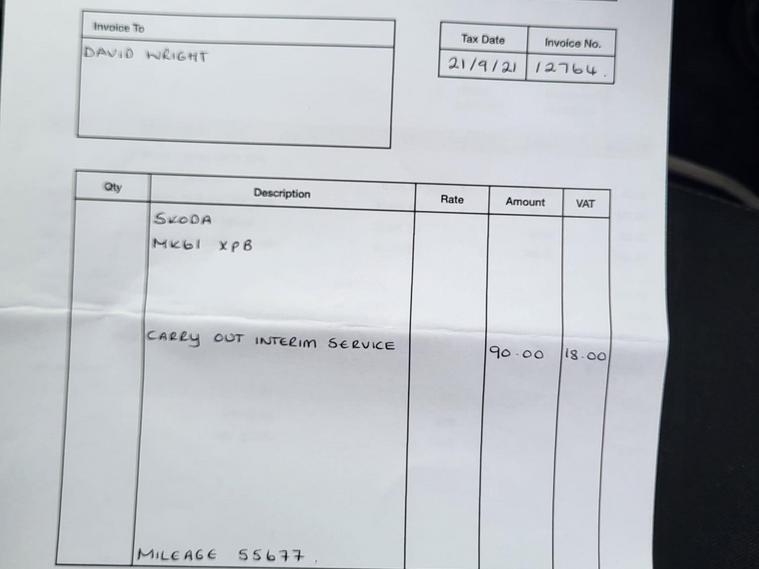 Invoice To
DAVID WRIGHT
Tax Date Invoice No.
21/9/21 12764.
Qty Description Rate Amount VAT
SKODA
MK61 XPB
CARRY OUT INTERIM SERVICE 90.00 18.00
MILEAGE 55677.